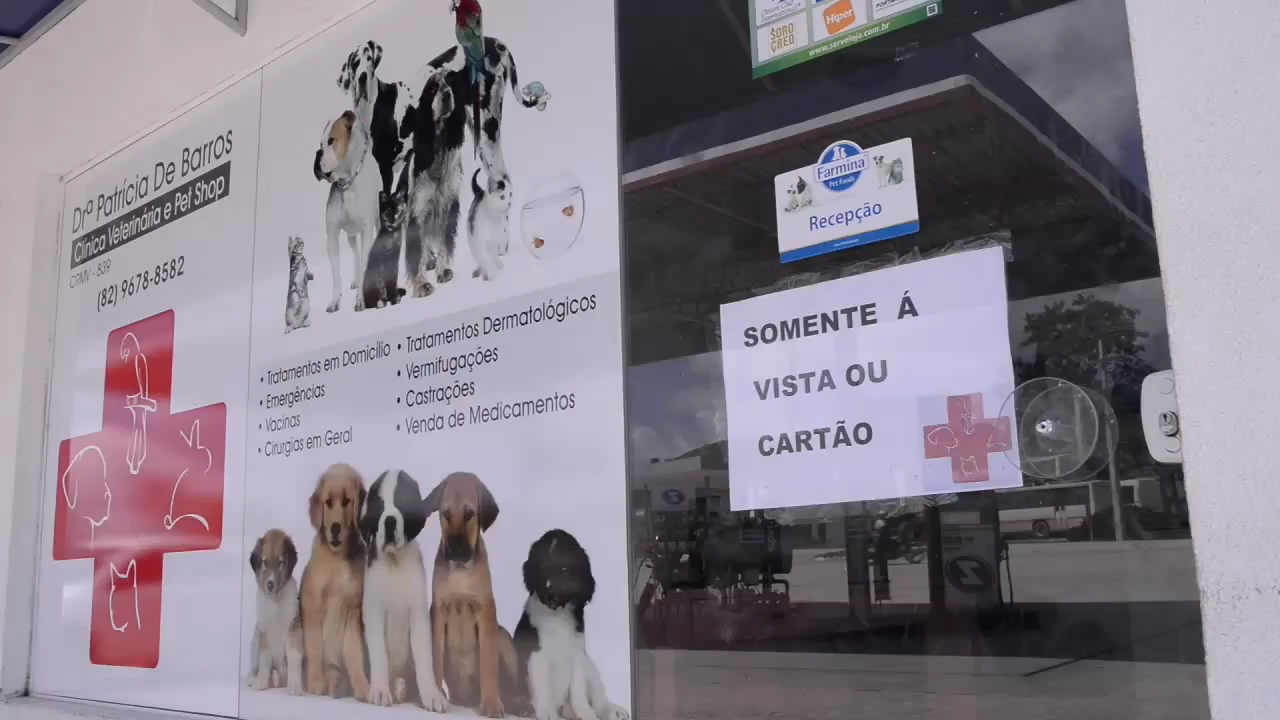 Drª Patrícia De Barros
Clínica Veterinária e Pet Shop
CRMV - 839
(82) 9678-8582
• Tratamentos em Domicílio
• Emergências
• Vacinas
• Cirurgias em Geral
• Tratamentos Dermatológicos
• Vermifugações
• Castrações
• Venda de Medicamentos
SORO
CRED
Hiper
www.serveloja.com.br
Farmina
Pet Foods
Recepção
SOMENTE Á
VISTA OU
CARTÃO